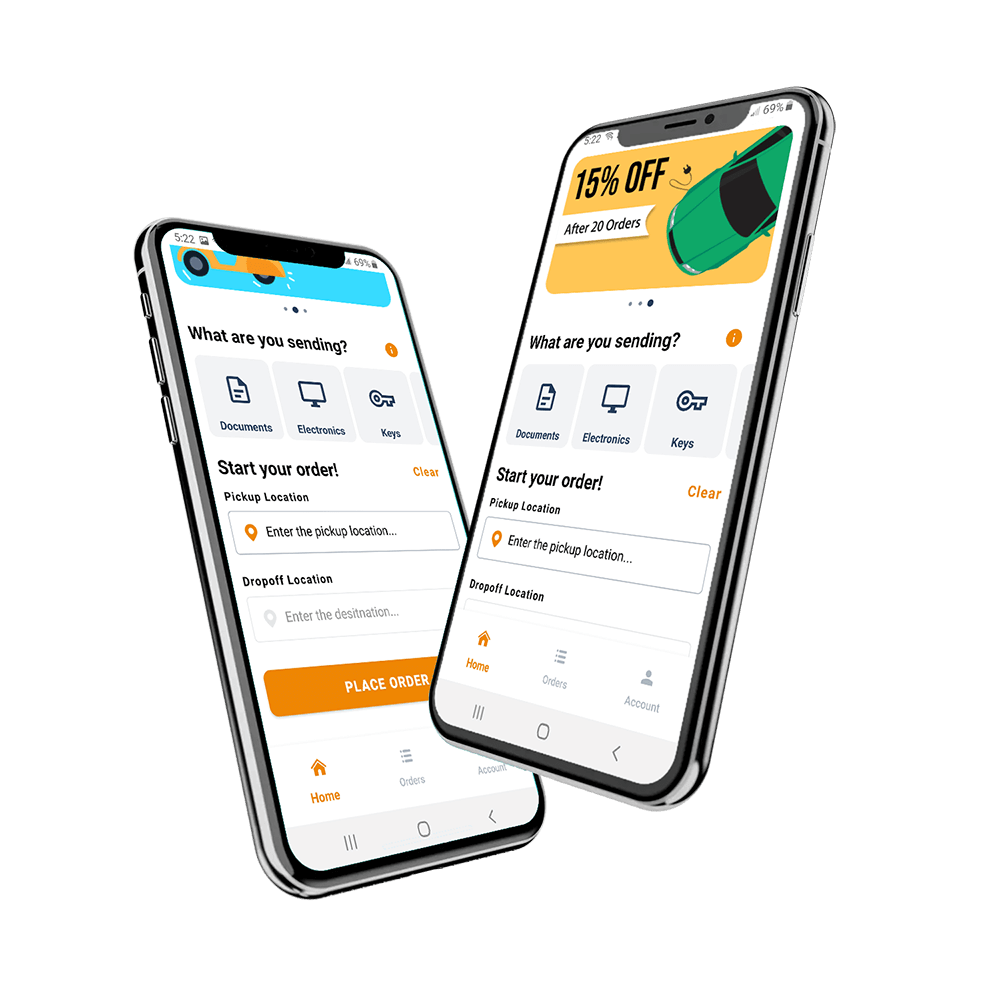 5:22
69%
What are you sending?
Documents
Electronics
Keys
Start your order!
Clear
Pickup Location
Enter the pickup location...
Dropoff Location
Enter the desitnation...
PLACE ORDER
Home
Orders
Account
5:22
69%
15% OFF
After 20 Orders
What are you sending?
Documents
Electronics
Keys
Start your order!
Clear
Pickup Location
Enter the pickup location...
Dropoff Location
Home
Orders
Account